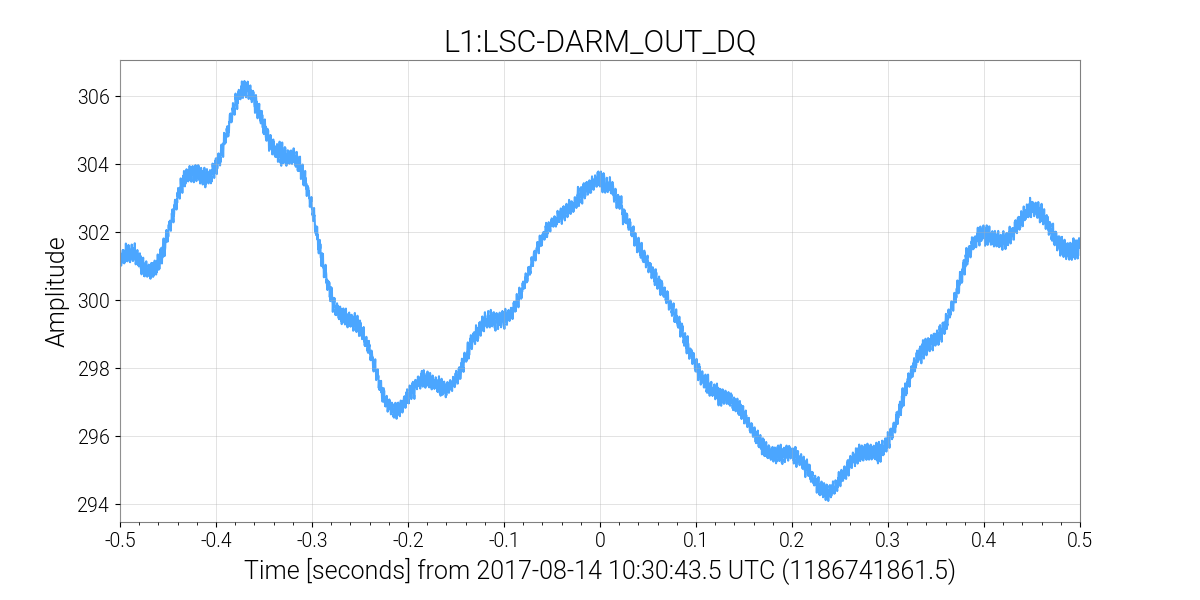 L1:LSC-DARM_OUT_DQ
Amplitude
306
304
302
300
298
296
294
-0.5 -0.4 -0.3 -0.2 -0.1 0 0.1 0.2 0.3 0.4 0.5
Time [seconds] from 2017-08-14 10:30:43.5 UTC (1186741861.5)